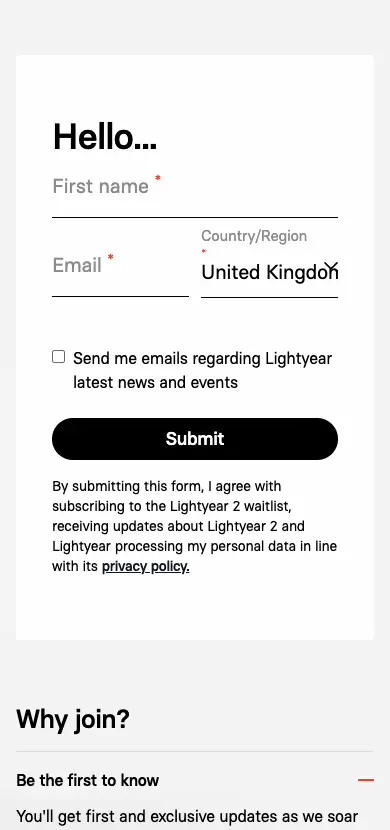 Hello...
First name *
Email *
Country/Region
*
United Kingdom
Send me emails regarding Lightyear
latest news and events
Submit
By submitting this form, I agree with
subscribing to the Lightyear 2 waitlist,
receiving updates about Lightyear 2 and
Lightyear processing my personal data in line
with its privacy policy.
Why join?
Be the first to know
You'll get first and exclusive updates as we soar